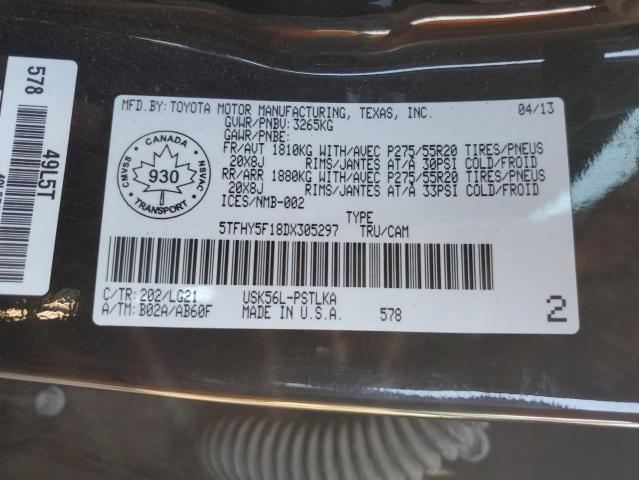 MFD.BY: TOYOTA MOTOR MANUFACTURING, TEXAS, INC. 04/13
GVWR/PNBV: 3265KG
GAWR/PNBE:
FR/AVT 1810KG WITH/AVEC P275/55R20 TIRES/PNEUS
20X8J RIMS/JANTES AT/A 30PSI COLD/FROID
RR/ARR 1880KG WITH/AVEC P275/55R20 TIRES/PNEUS
20X8J RIMS/JANTES AT/A 33PSI COLD/FROID
ICES/NMB-002
TYPE
5TFHY5F18DX305297 TRU/CAM
C/TR: 202/LG21 USK56L-PSTLKA
A/TM: B02A/AB60F MADE IN U.S.A. 578 2
CANADA
CMVSS 930 NSVAC
TRANSPORT
578
49L5T